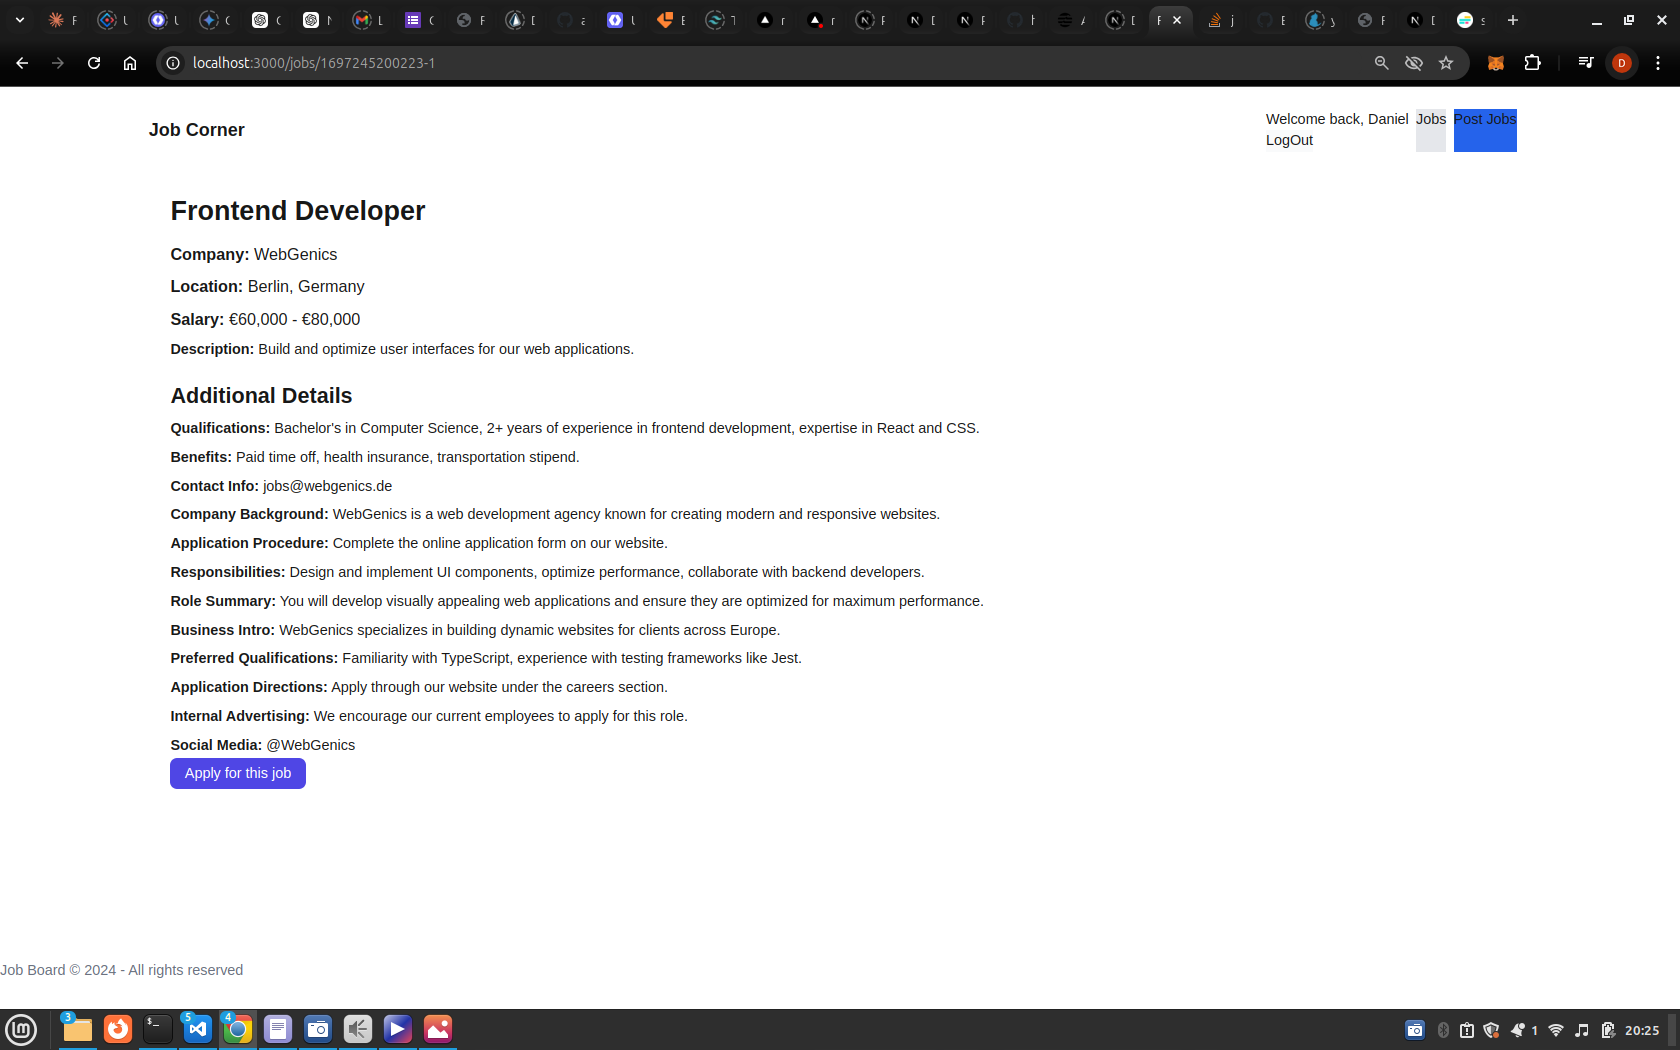 localhost:3000/jobs/1697245200223-1
D
Job Corner
Welcome back, Daniel
LogOut
Jobs
Post Jobs
Frontend Developer
Company: WebGenics
Location: Berlin, Germany
Salary: €60,000 - €80,000
Description: Build and optimize user interfaces for our web applications.
Additional Details
Qualifications: Bachelor's in Computer Science, 2+ years of experience in frontend development, expertise in React and CSS.
Benefits: Paid time off, health insurance, transportation stipend.
Contact Info: jobs@webgenics.de
Company Background: WebGenics is a web development agency known for creating modern and responsive websites.
Application Procedure: Complete the online application form on our website.
Responsibilities: Design and implement UI components, optimize performance, collaborate with backend developers.
Role Summary: You will develop visually appealing web applications and ensure they are optimized for maximum performance.
Business Intro: WebGenics specializes in building dynamic websites for clients across Europe.
Preferred Qualifications: Familiarity with TypeScript, experience with testing frameworks like Jest.
Application Directions: Apply through our website under the careers section.
Internal Advertising: We encourage our current employees to apply for this role.
Social Media: @WebGenics
Apply for this job
Job Board © 2024 - All rights reserved
3
5
4
1
20:25